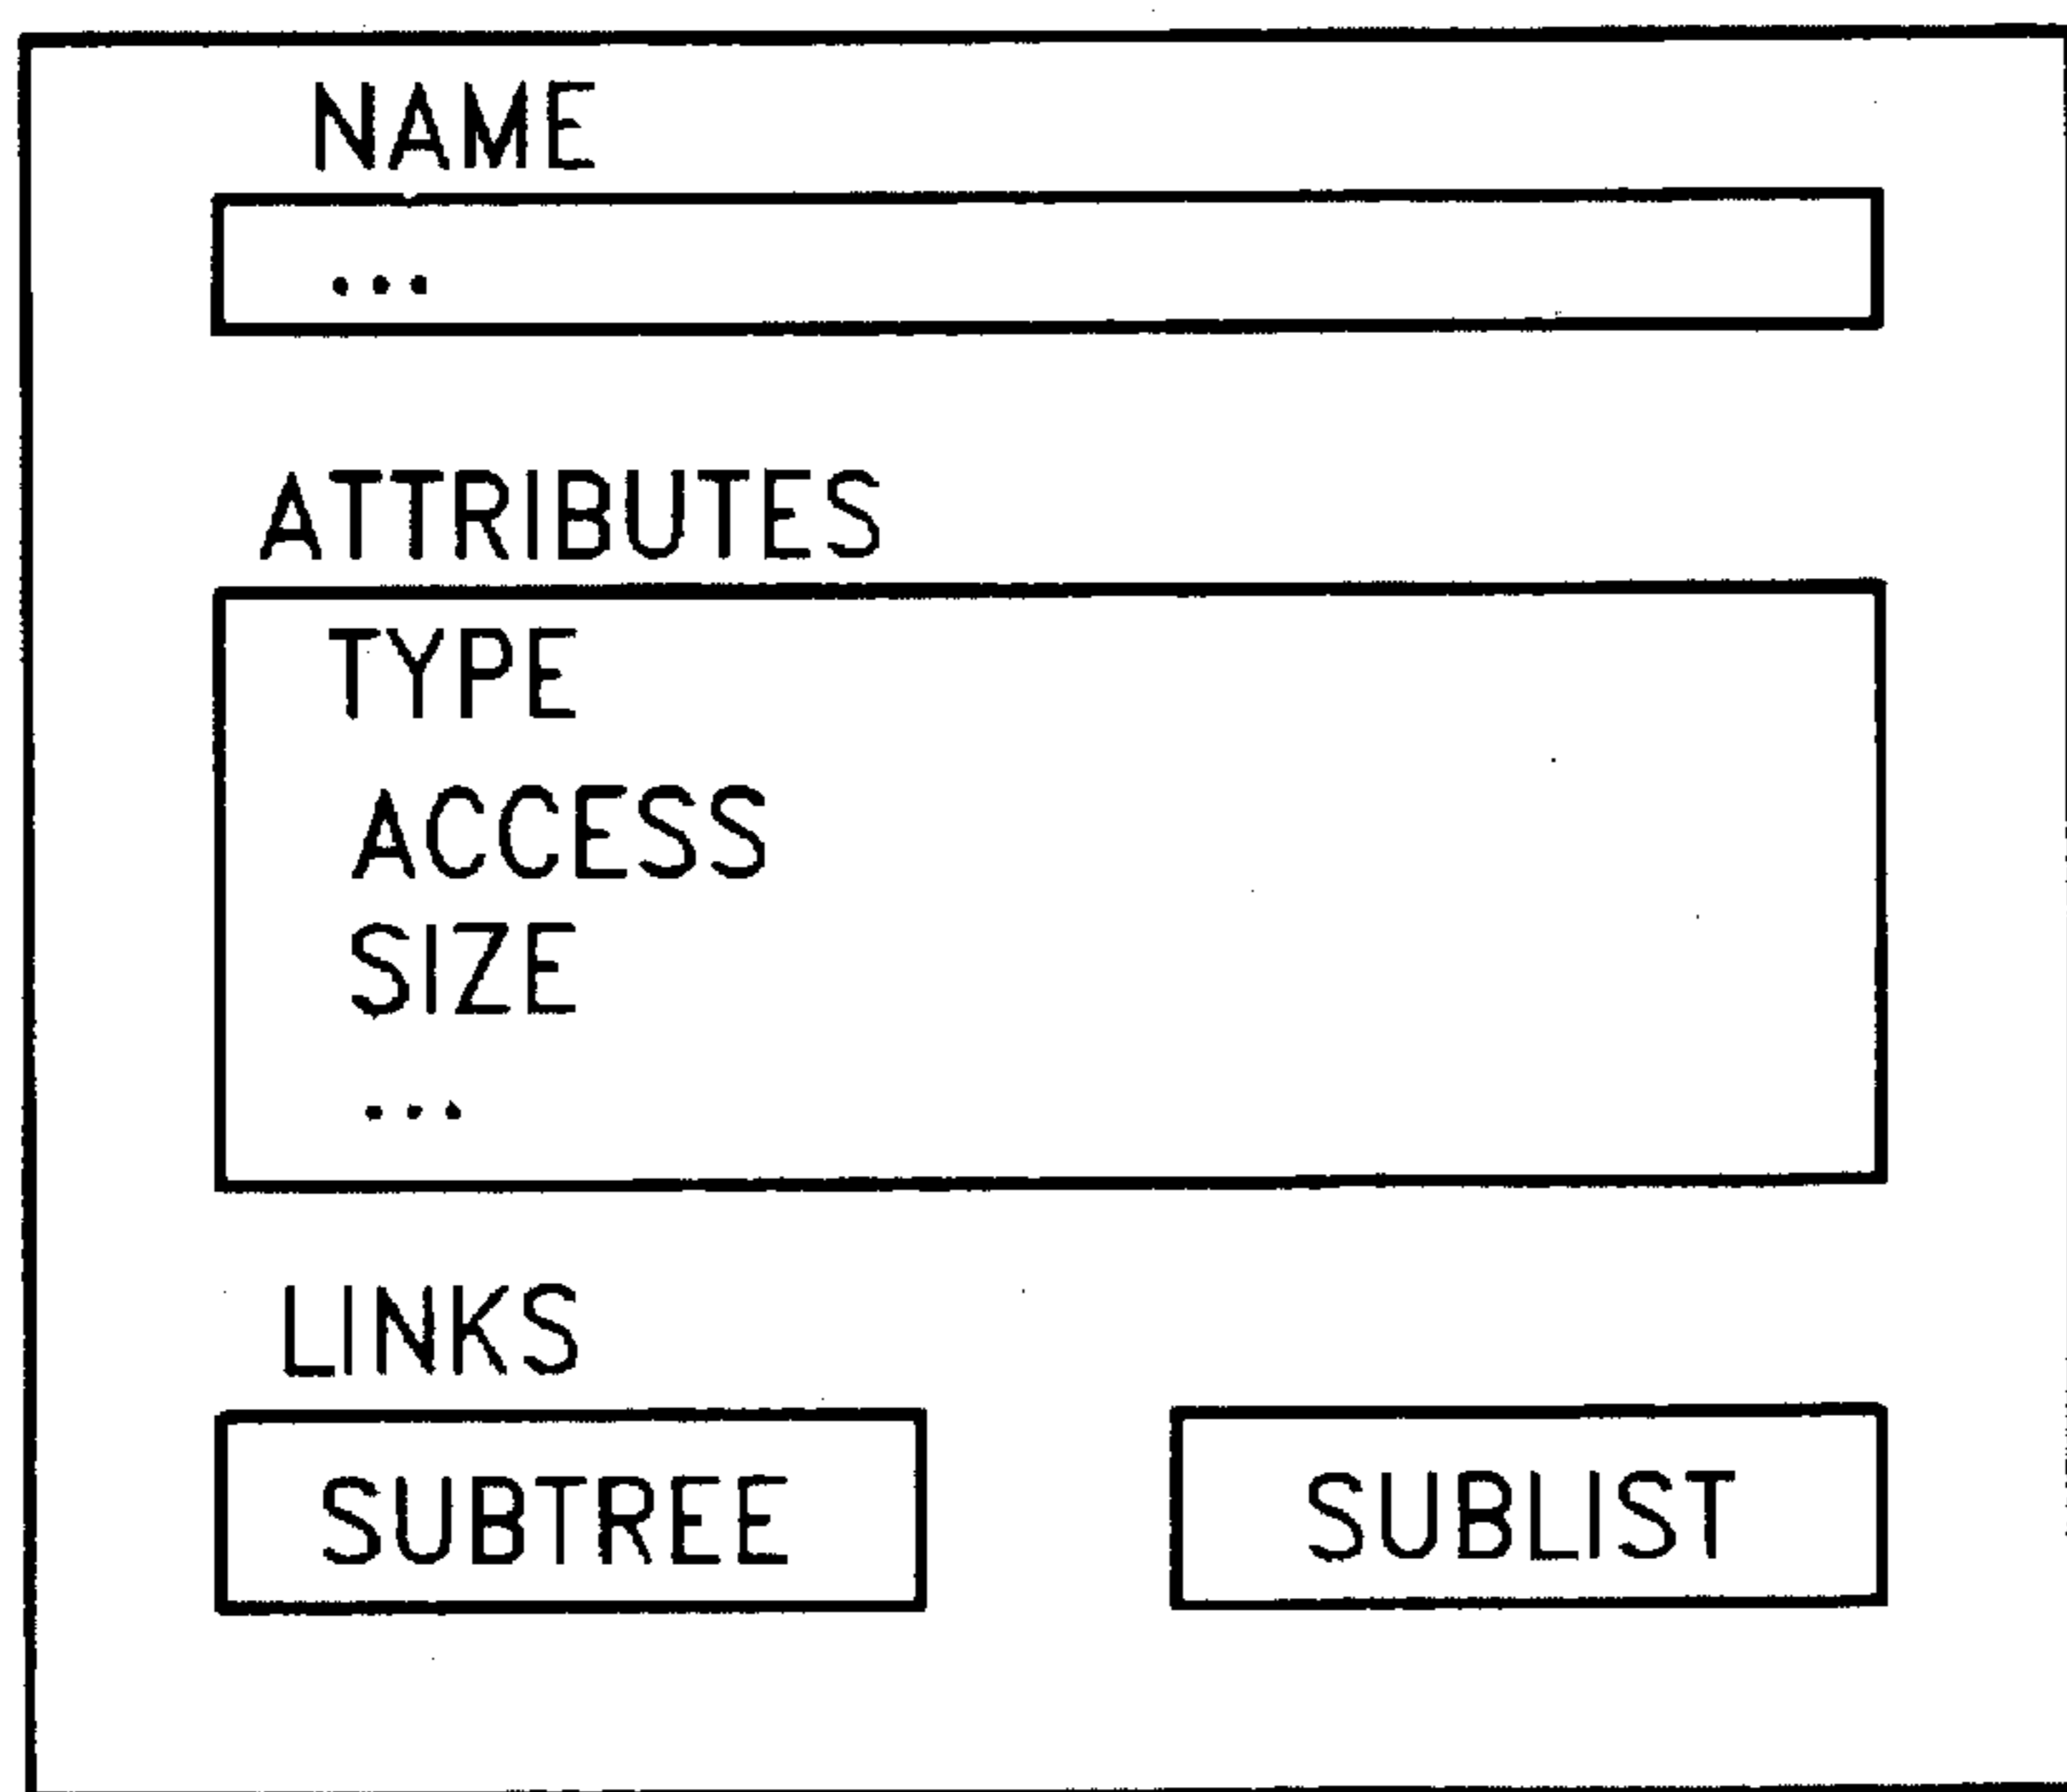 NAME
...
ATTRIBUTES
TYPE
ACCESS
SIZE
...
LINKS
SUBTREE SUBLIST